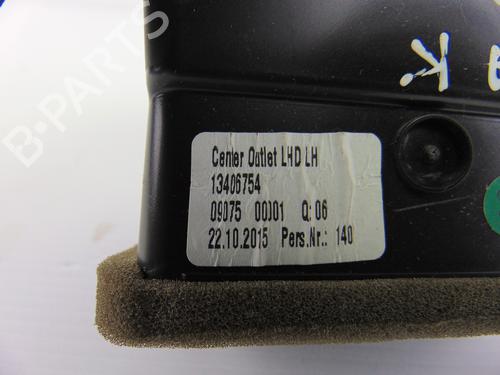 B-PARTS
Center Outlet LHD LH
13406754
09075 00001 Q: 06
22.10.2015 Pers.Nr.: 140
K